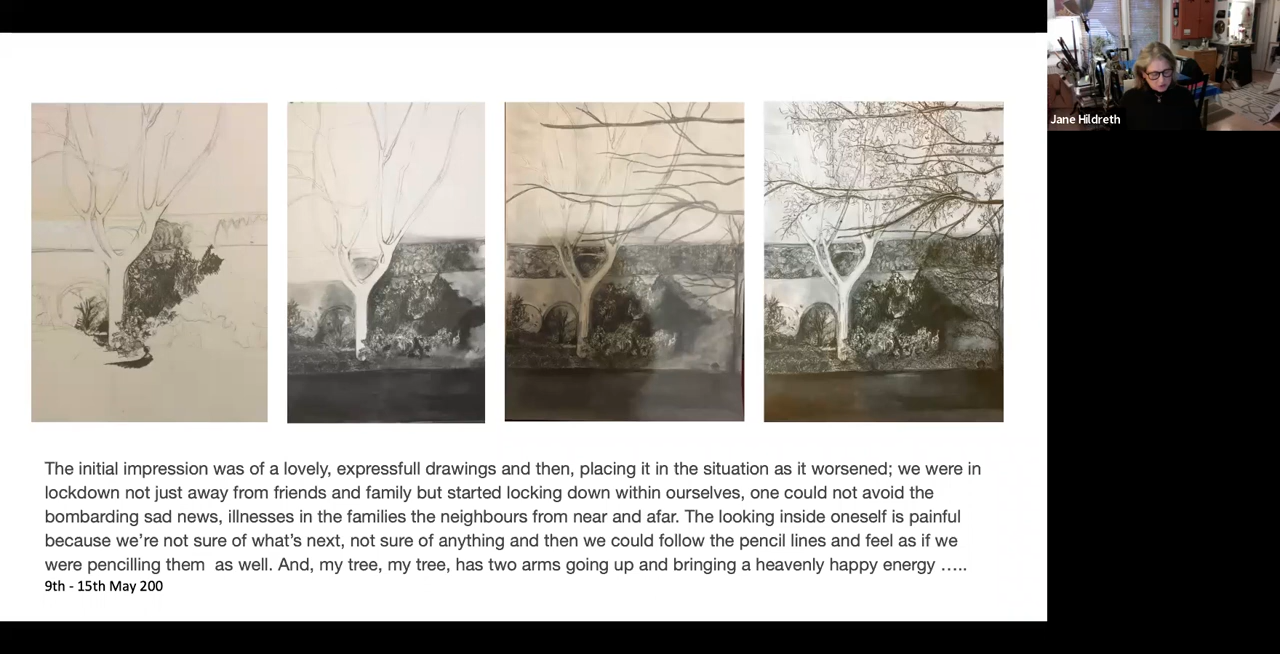 Jane Hildreth
The initial impression was of a lovely, expressfull drawings and then, placing it in the situation as it worsened; we were in
lockdown not just away from friends and family but started locking down within ourselves, one could not avoid the
bombarding sad news, illnesses in the families the neighbours from near and afar. The looking inside oneself is painful
because we’re not sure of what’s next, not sure of anything and then we could follow the pencil lines and feel as if we
were pencilling them  as well. And, my tree, my tree, has two arms going up and bringing a heavenly happy energy …..
9th - 15th May 200